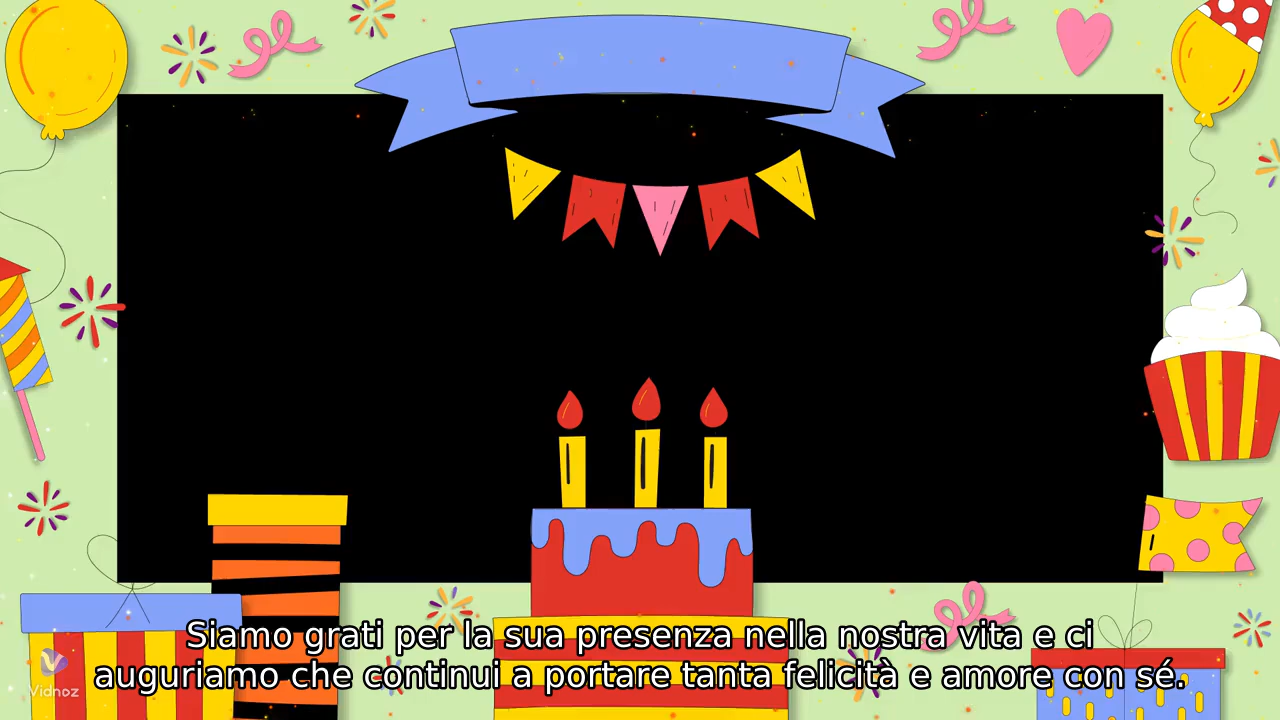 Siamo grati per la sua presenza nella nostra vita e ci
auguriamo che continui a portare tanta felicità e amore con sé.
Vidnoz